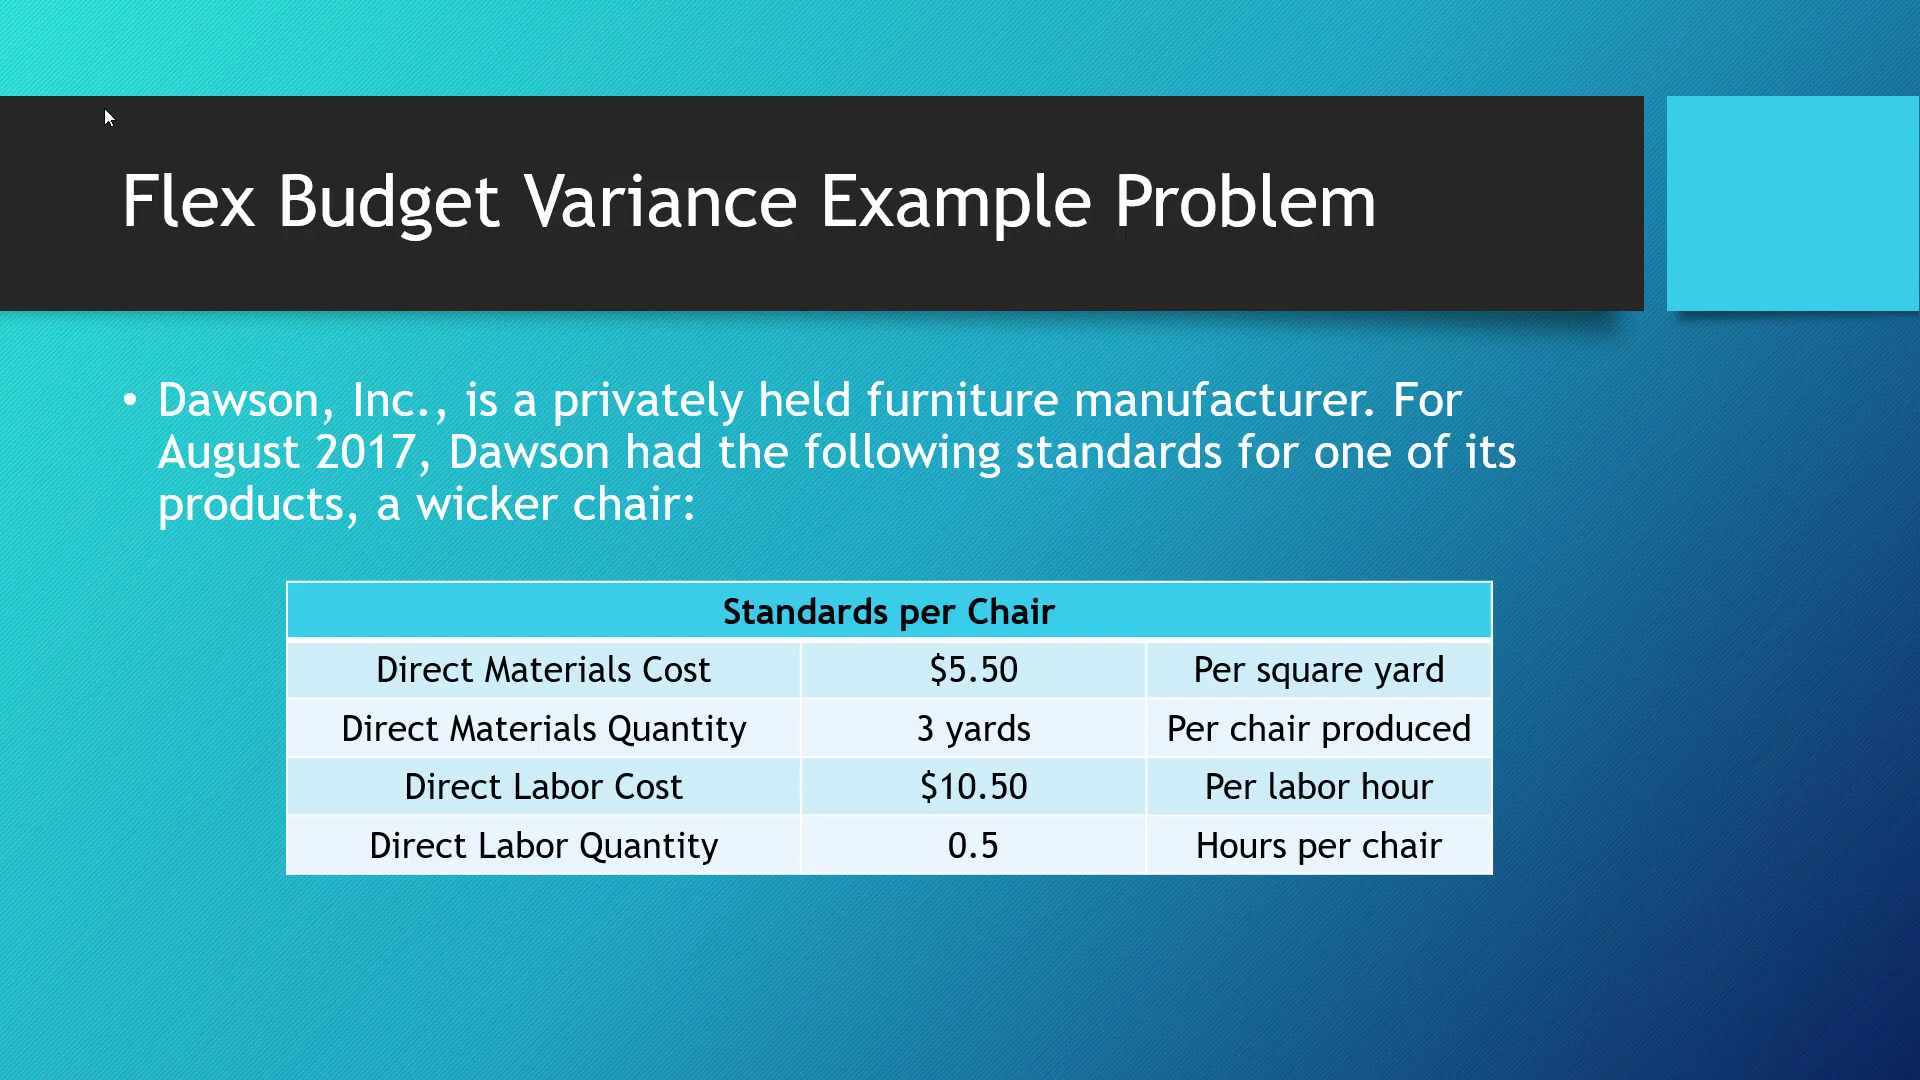 Flex Budget Variance Example Problem
• Dawson, Inc., is a privately held furniture manufacturer. For
August 2017, Dawson had the following standards for one of its
products, a wicker chair:
Standards per Chair
Direct Materials Cost $5.50 Per square yard
Direct Materials Quantity 3 yards Per chair produced
Direct Labor Cost $10.50 Per labor hour
Direct Labor Quantity 0.5 Hours per chair